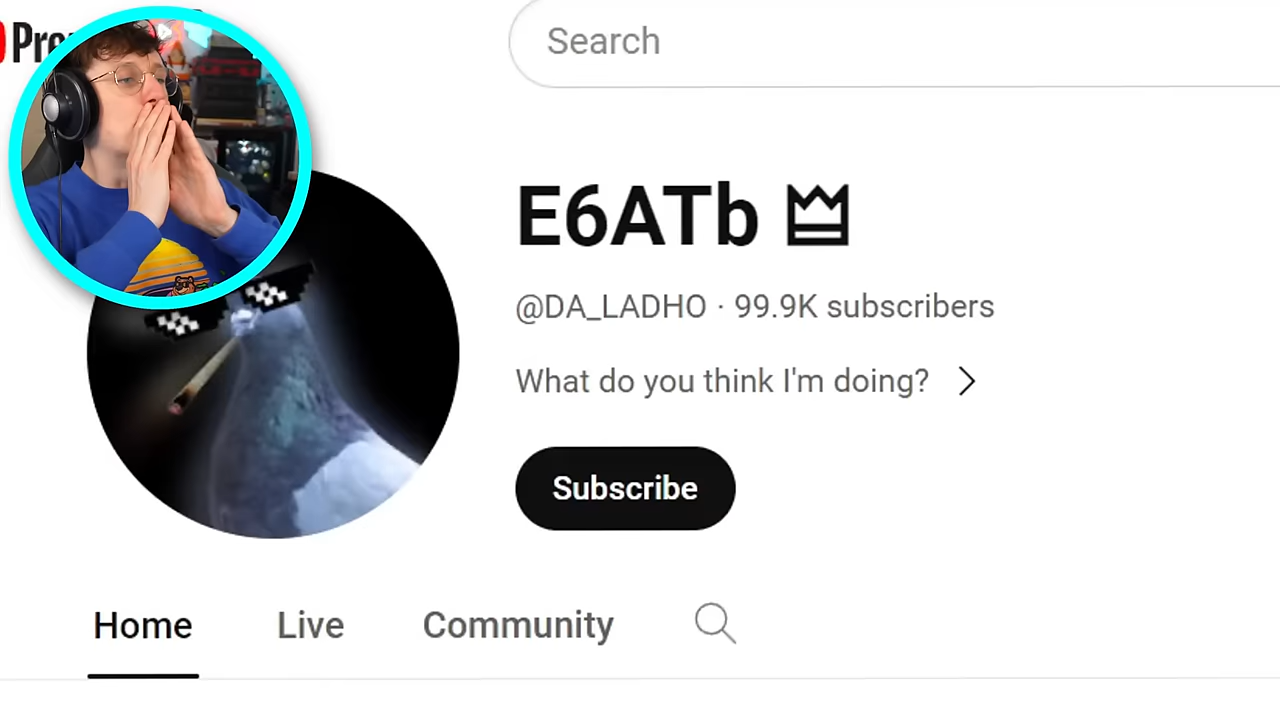 Search
E6ATb
@DA_LADHO · 99.9K subscribers
What do you think I'm doing?
Subscribe
Home Live Community